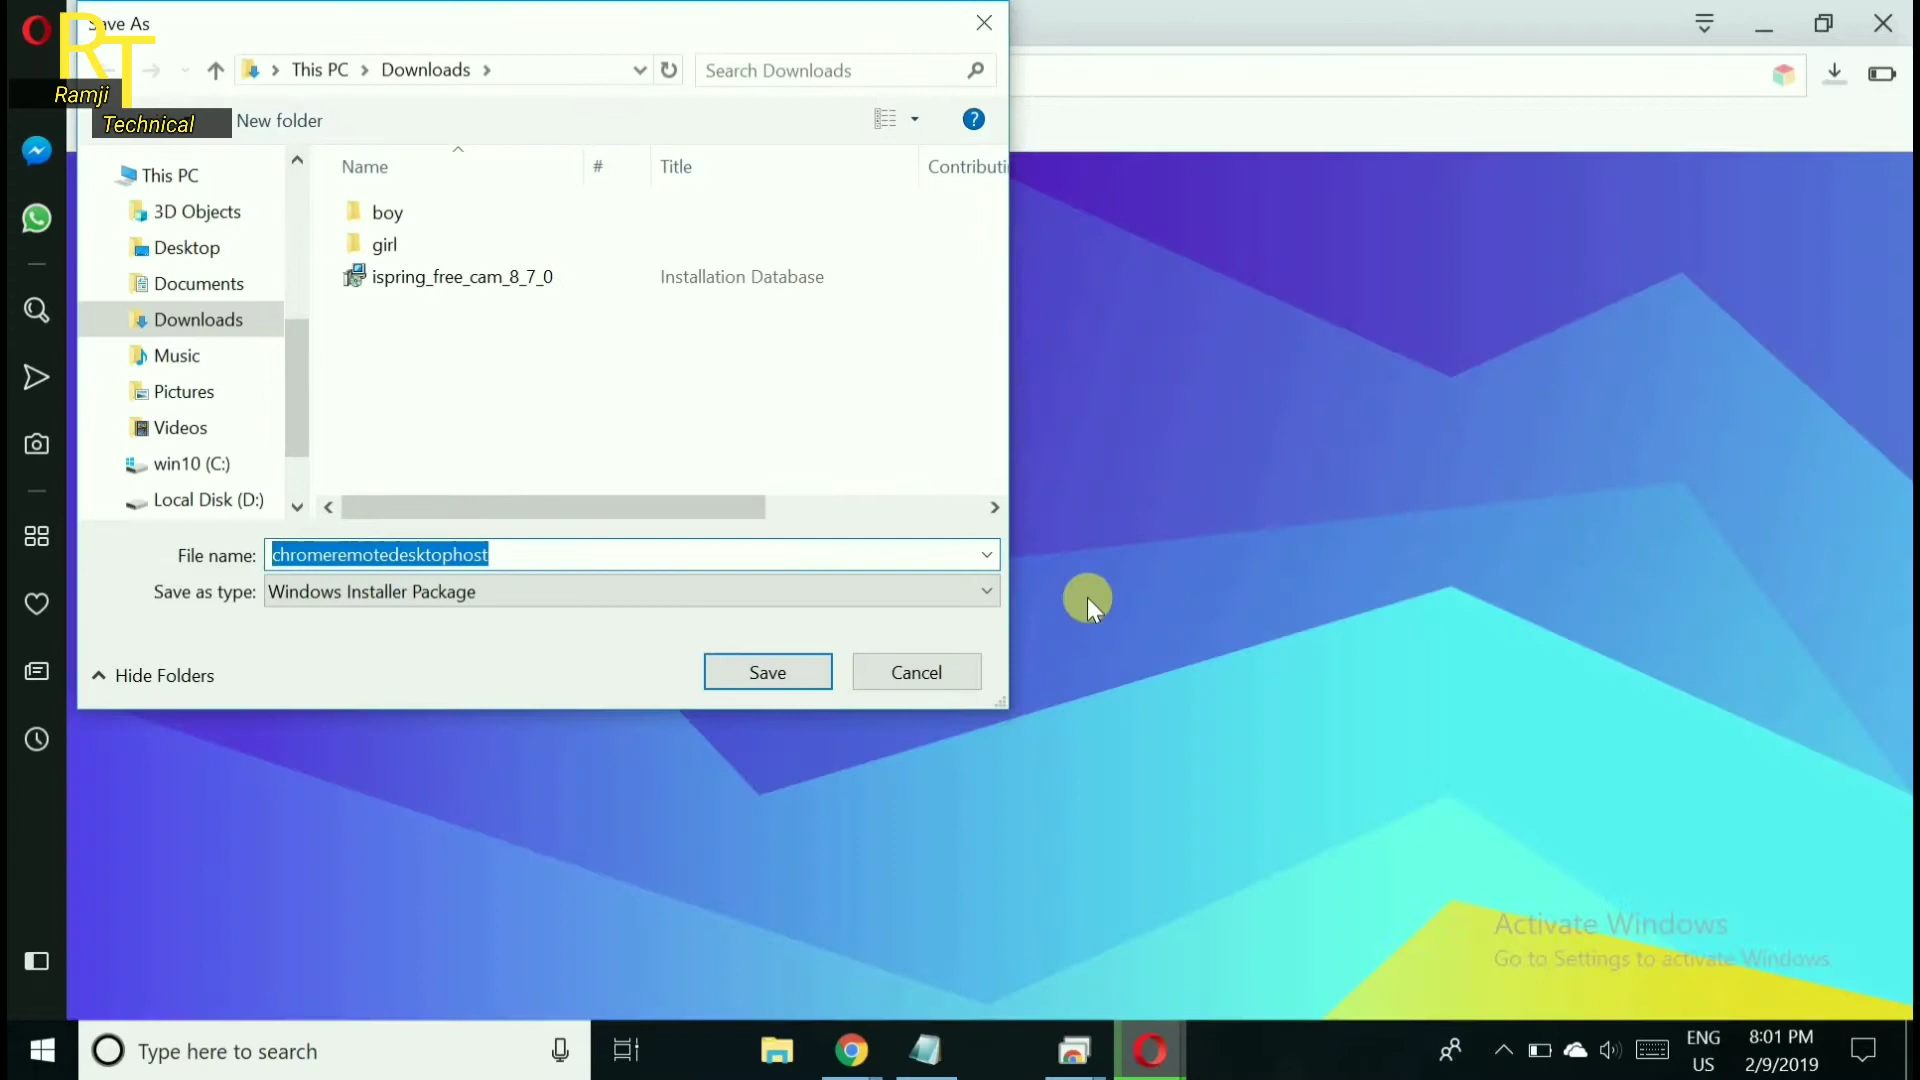 Save As
RT
Ramji
Technical
This PC
Downloads
Search Downloads
New folder
?
Name
#
Title
Contributi
This PC
3D Objects
Desktop
Documents
Downloads
Music
Pictures
Videos
win10 (C:)
Local Disk (D:)
boy
girl
ispring_free_cam_8_7_0
Installation Database
File name:
chromeremotedesktophost
Save as type:
Windows Installer Package
Hide Folders
Save
Cancel
Activate Windows
Go to Settings to activate Windows
Type here to search
ENG
US
8:01 PM
2/9/2019